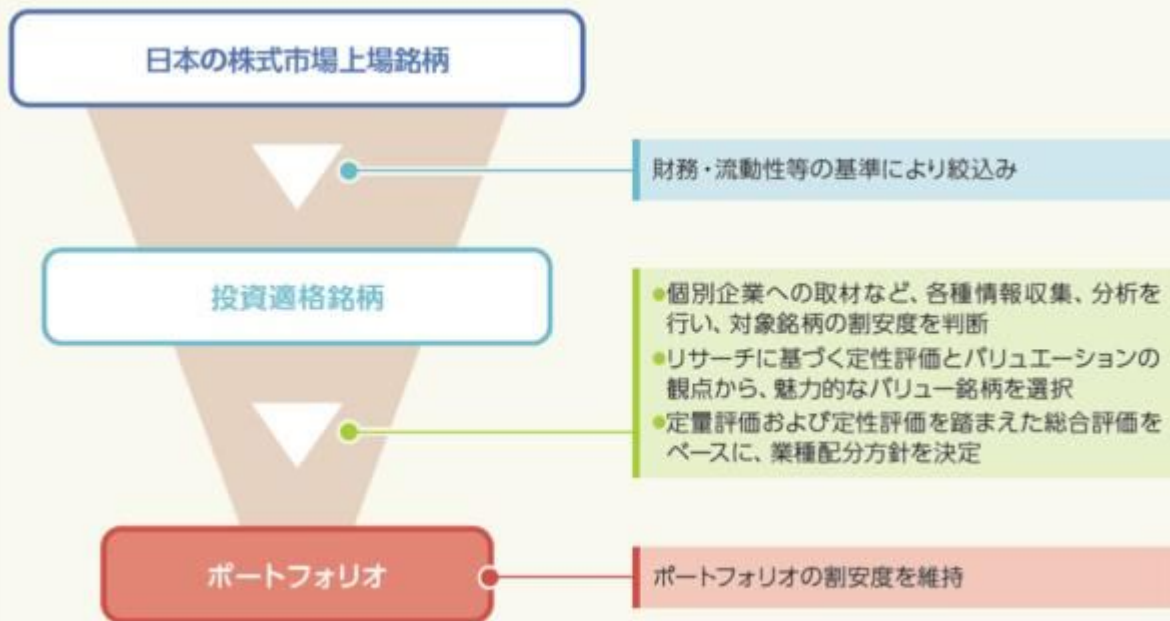 日本の株式市場上場銘柄
財務・流動性等の基準により絞込み
投資適格銘柄
●個別企業への取材など、各種情報収集、分析を
行い、対象銘柄の割安度を判断
●リサーチに基づく定性評価とバリュエーションの
観点から、魅力的なバリュー銘柄を選択
●定量評価および定性評価を踏まえた総合評価を
ベースに、業種配分方針を決定
ポートフォリオ
ポートフォリオの割安度を維持